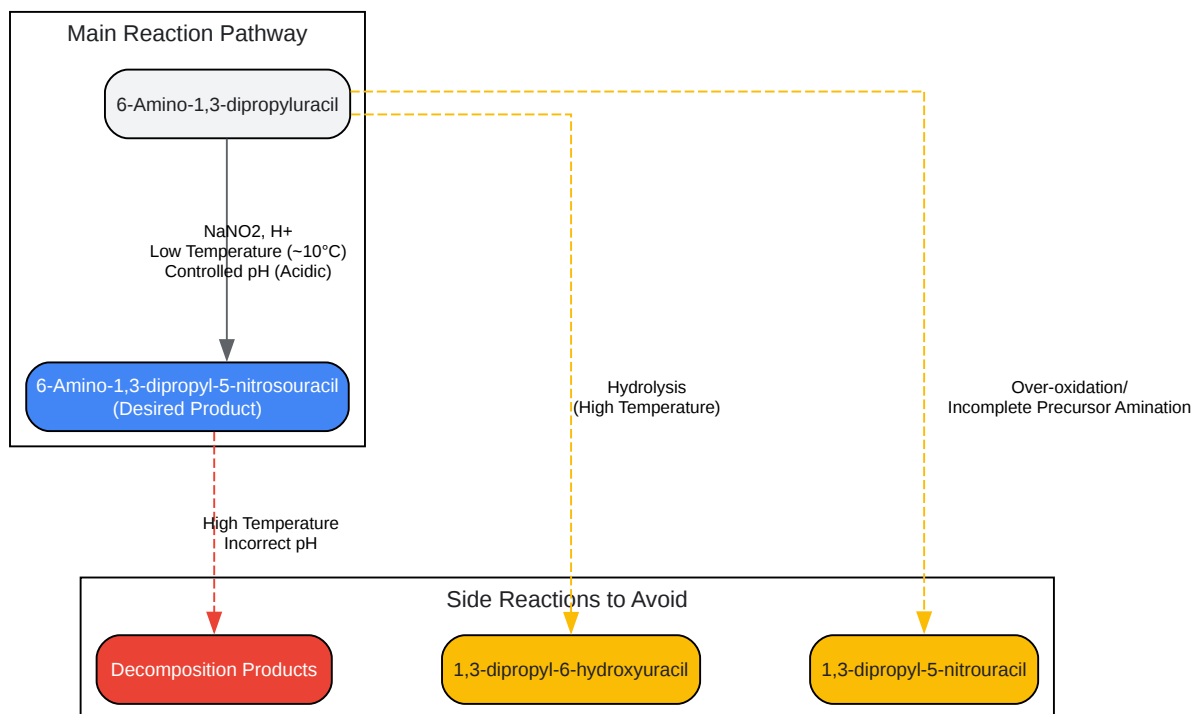 Main Reaction Pathway
6-Amino-1,3-dipropyluracil
NaNO2, H+
Low Temperature (~10°C)
Controlled pH (Acidic)
6-Amino-1,3-dipropyl-5-nitrosouracil
(Desired Product)
Hydrolysis
(High Temperature)
Over-oxidation/
Incomplete Precursor Amination
High Temperature
Incorrect pH
Side Reactions to Avoid
Decomposition Products
1,3-dipropyl-6-hydroxyuracil
1,3-dipropyl-5-nitrouracil